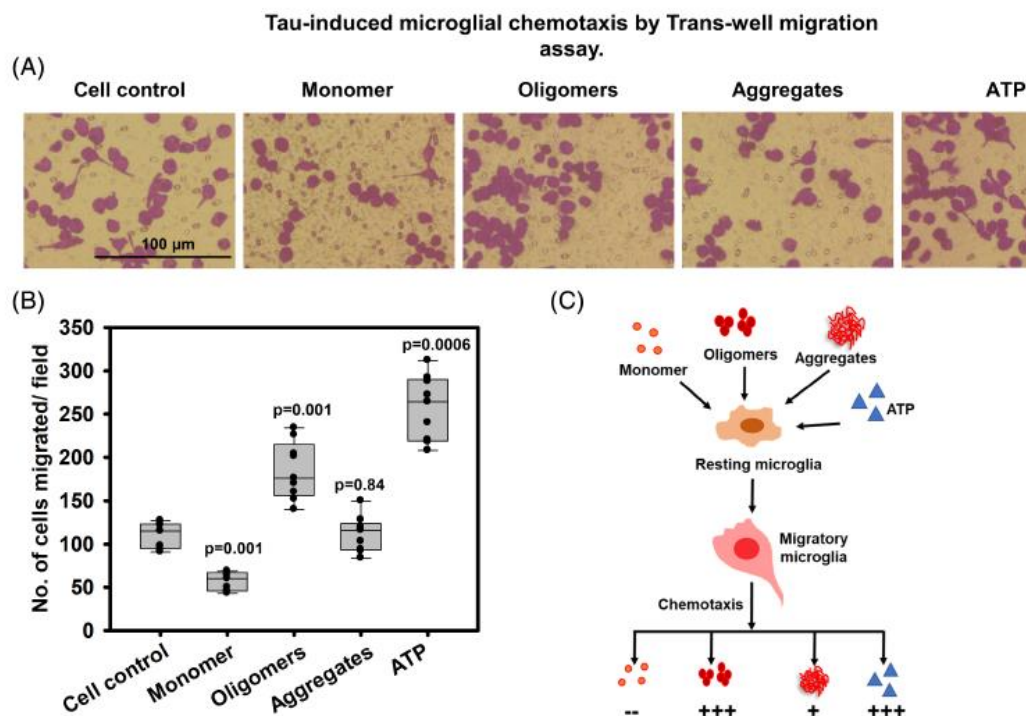 Tau-induced microglial chemotaxis by Trans-well migration
assay.
(A)
Cell control
Monomer
Oligomers
Aggregates
ATP
100 µm
(B)
No. of cells migrated/ field
350
300
250
200
150
100
50
0
p=0.001
p=0.001
p=0.84
p=0.0006
Cell control
Monomer
Oligomers
Aggregates
ATP
(C)
Monomer
Oligomers
Aggregates
ATP
Resting microglia
Migratory
microglia
Chemotaxis
-- +++ + +++